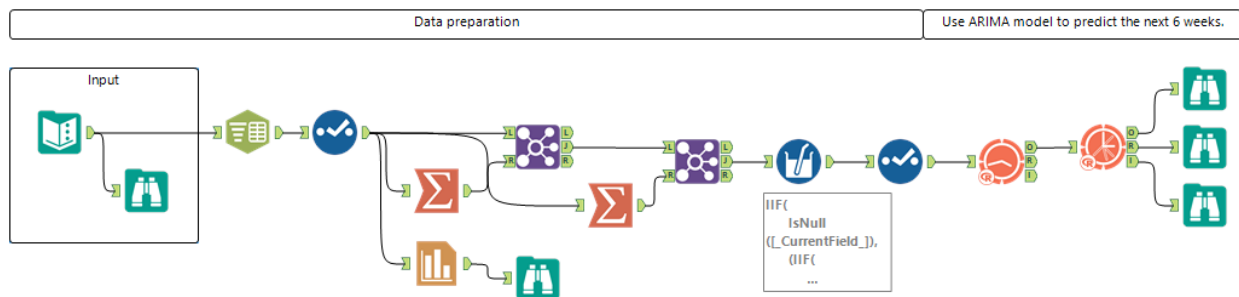 Data preparation
Use ARIMA model to predict the next 6 weeks.
Input
L
R
L
J
R
L
R
L
J
R
O
R
I
R
O
R
I
R
IIF(
IsNull
([_CurrentField_]),
(IIF(
...